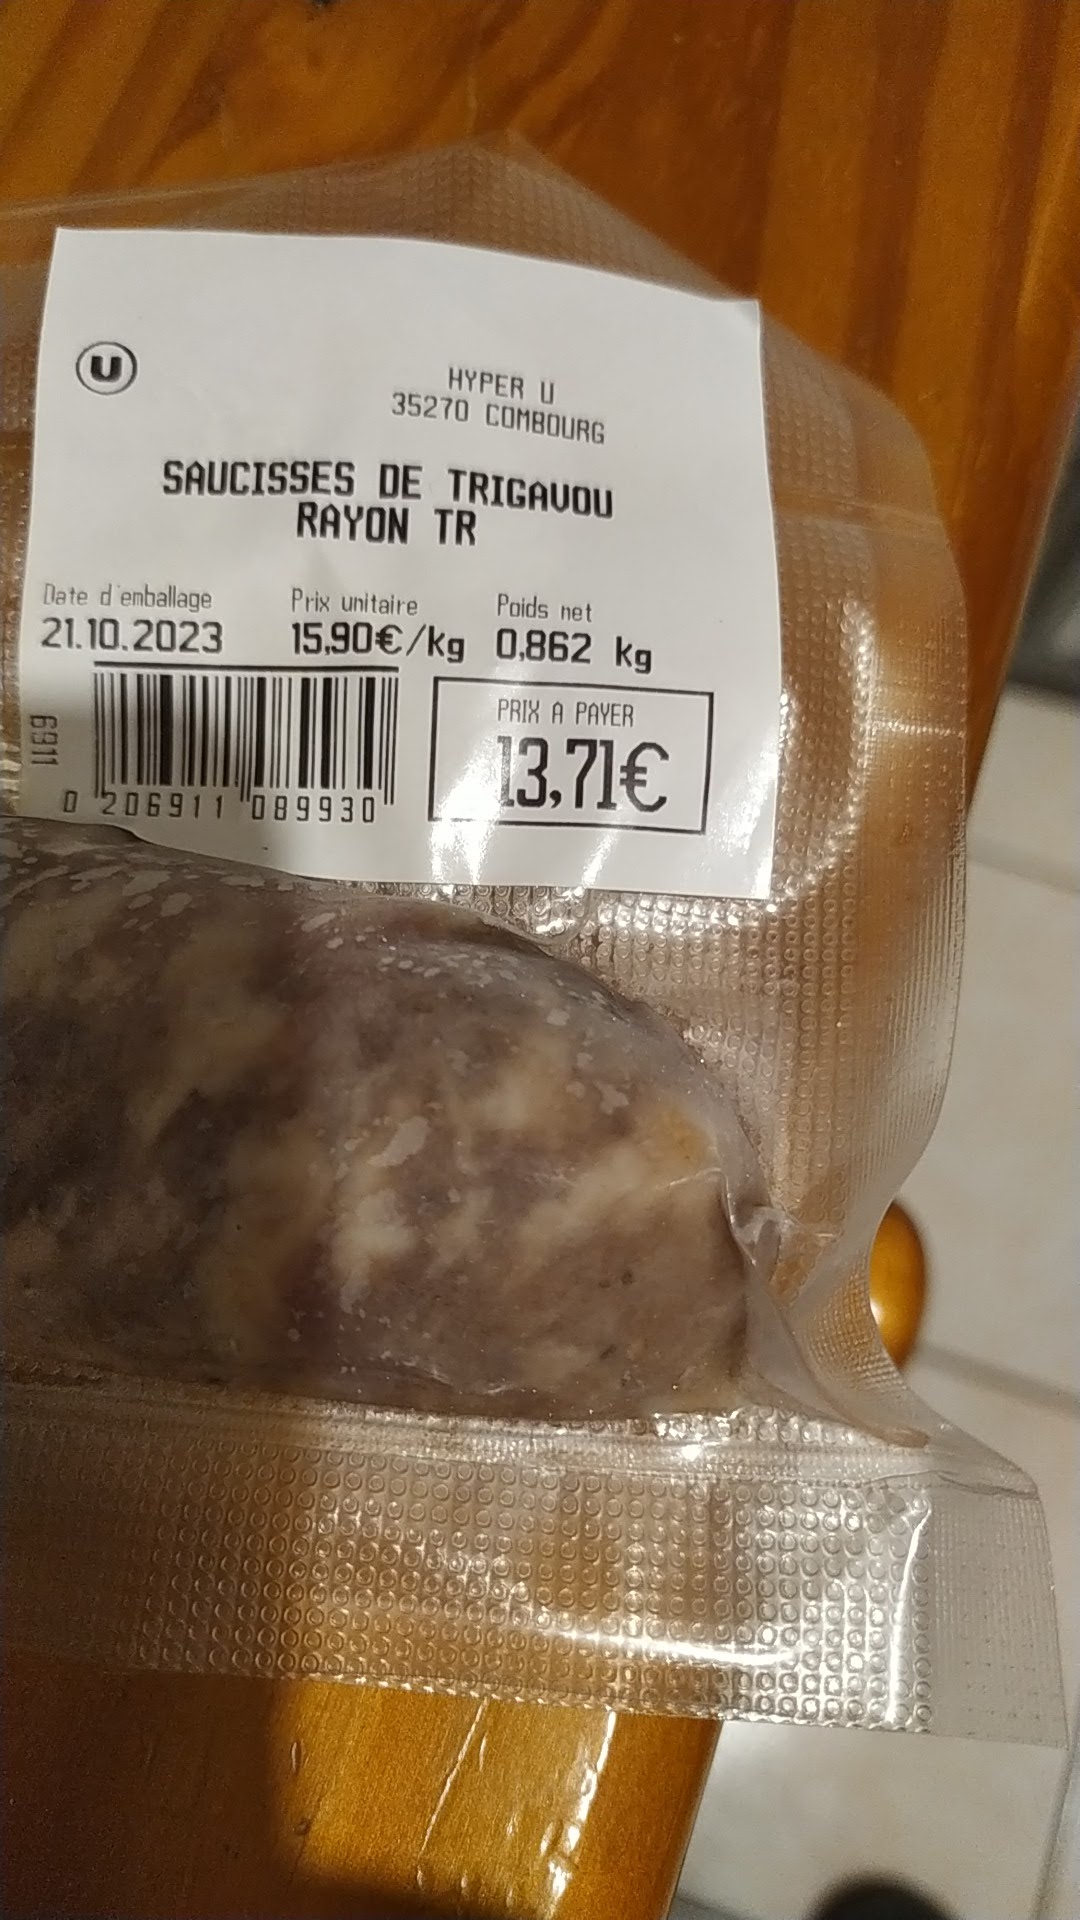 U
HYPER U
35270 COMBOURG
SAUCISSES DE TRIGAVOU
RAYON TR
Date d'emballage Prix unitaire Poids net
21.10.2023 15,90€/kg 0,862 kg
PRIX A PAYER
13,71€
6911
0 206911 089930